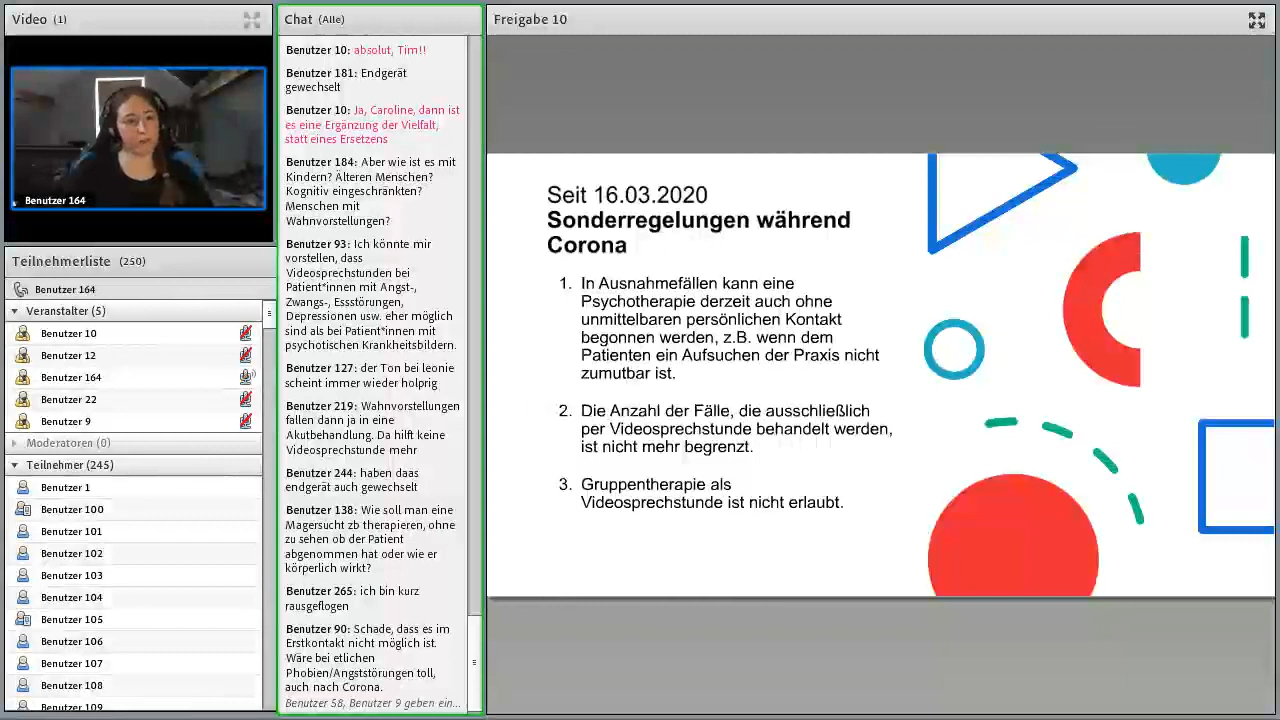 Video (1)
Benutzer 164
Teilnehmerliste (250)
Benutzer 164
Veranstalter (5)
Benutzer 10
Benutzer 12
Benutzer 164
Benutzer 22
Benutzer 9
Moderatoren (0)
Teilnehmer (245)
Benutzer 1
Benutzer 100
Benutzer 101
Benutzer 102
Benutzer 103
Benutzer 104
Benutzer 105
Benutzer 106
Benutzer 107
Benutzer 108
Benutzer 109
Chat (Alle)
Benutzer 10: absolut, Tim!!
Benutzer 181: Endgerät
gewechselt
Benutzer 10: Ja, Caroline, dann ist
es eine Ergänzung der Vielfalt,
statt eines Ersetzens
Benutzer 184: Aber wie ist es mit
Kindern? Älteren Menschen?
Kognitiv eingeschränkten?
Menschen mit
Wahnvorstellungen?
Benutzer 93: Ich könnte mir
vorstellen, dass
Videosprechstunden bei
Patient*innen mit Angst-,
Zwangs-, Essstörungen,
Depressionen usw. eher möglich
sind als bei Patient*innen mit
psychotischen Krankheitsbildern.
Benutzer 127: der Ton bei leonie
scheint immer wieder holprig
Benutzer 219: Wahnvorstellungen
fallen dann ja in eine
Akutbehandlung. Da hilft keine
Videosprechstunde mehr
Benutzer 244: haben daas
endgerät auch gewechselt
Benutzer 138: Wie soll man eine
Magersucht zb therapieren, ohne
zu sehen ob der Patient
abgenommen hat oder wie er
körperlich wirkt?
Benutzer 265: ich bin kurz
rausgeflogen
Benutzer 90: Schade, dass es im
Erstkontakt nicht möglich ist.
Wäre bei etlichen
Phobien/Angststörungen toll,
auch nach Corona.
Benutzer 58, Benutzer 9 geben ein...
Freigabe 10
Seit 16.03.2020
Sonderregelungen während
Corona
1. In Ausnahmefällen kann eine
Psychotherapie derzeit auch ohne
unmittelbaren persönlichen Kontakt
begonnen werden, z.B. wenn dem
Patienten ein Aufsuchen der Praxis nicht
zumutbar ist.
2. Die Anzahl der Fälle, die ausschließlich
per Videosprechstunde behandelt werden,
ist nicht mehr begrenzt.
3. Gruppentherapie als
Videosprechstunde ist nicht erlaubt.